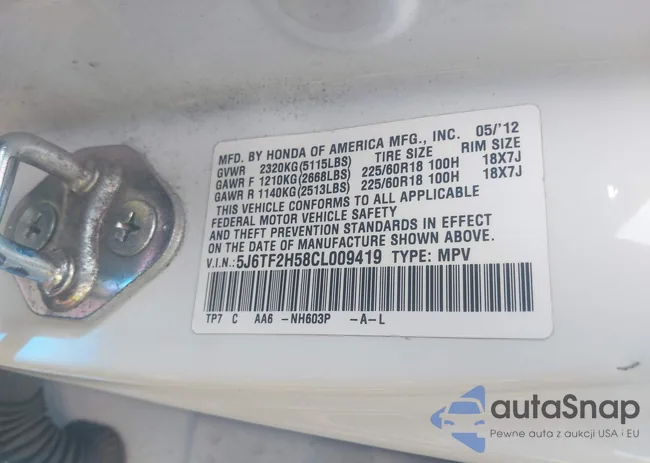 MFD. BY HONDA OF AMERICA MFG., INC. 05/'12
GVWR 2320KG(5115LBS) TIRE SIZE RIM SIZE
GAWR F 1210KG(2668LBS) 225/60R18 100H 18X7J
GAWR R 1140KG(2513LBS) 225/60R18 100H 18X7J
THIS VEHICLE CONFORMS TO ALL APPLICABLE
FEDERAL MOTOR VEHICLE SAFETY
AND THEFT PREVENTION STANDARDS IN EFFECT
ON THE DATE OF MANUFACTURE SHOWN ABOVE.
V.I.N.: 5J6TF2H58CL009419 TYPE: MPV
TP7 C AA6 -NH603P -A-L
autaSnap
Pewne auta z aukcji USA i EU